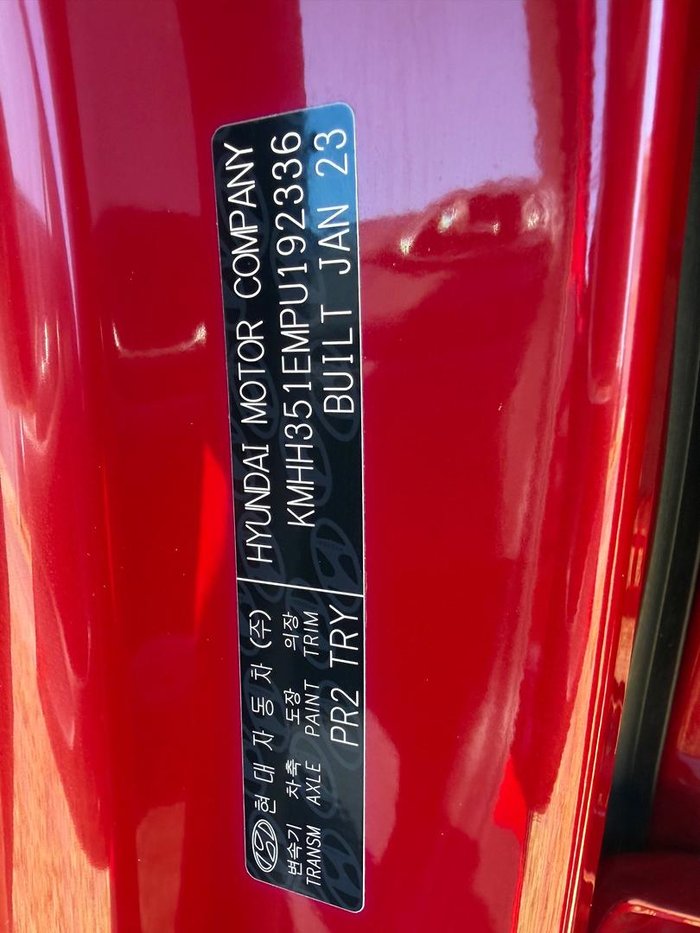 현대자동차(주) HYUNDAI MOTOR COMPANY
변속기 차축 도장 의장 KMHH351EMPU192336
TRANSM AXLE PAINT TRIM BUILT JAN 23
PR2 TRY